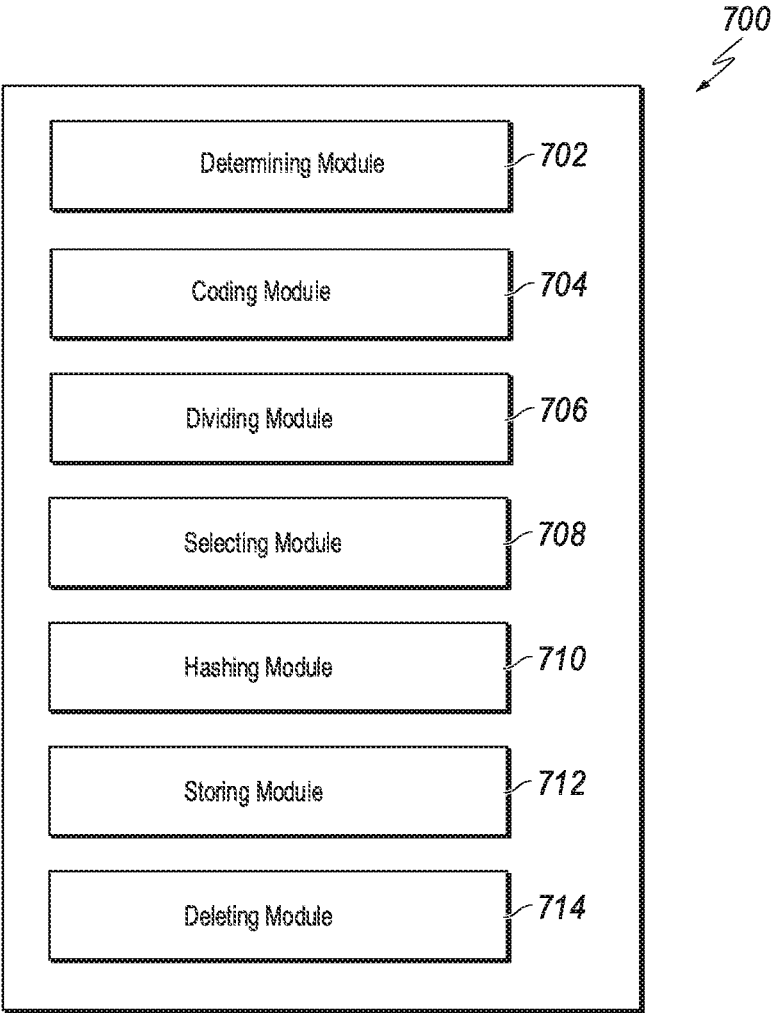 700
Determining Module 702
Coding Module 704
Dividing Module 706
Selecting Module 708
Hashing Module 710
Storing Module 712
Deleting Module 714